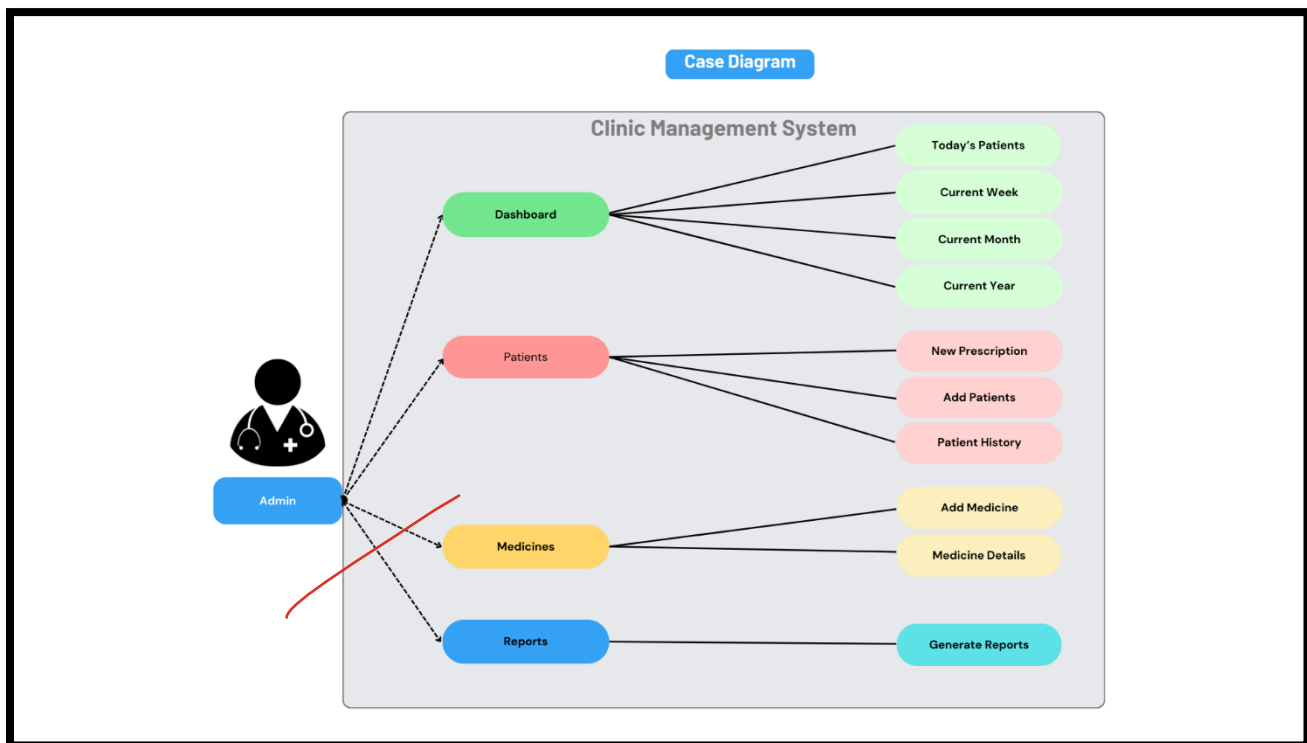 Case Diagram
Clinic Management System
Today's Patients
Current Week
Dashboard
Current Month
Current Year
New Prescription
Patients
Add Patients
Patient History
Admin
Add Medicine
Medicines
Medicine Details
Reports
Generate Reports